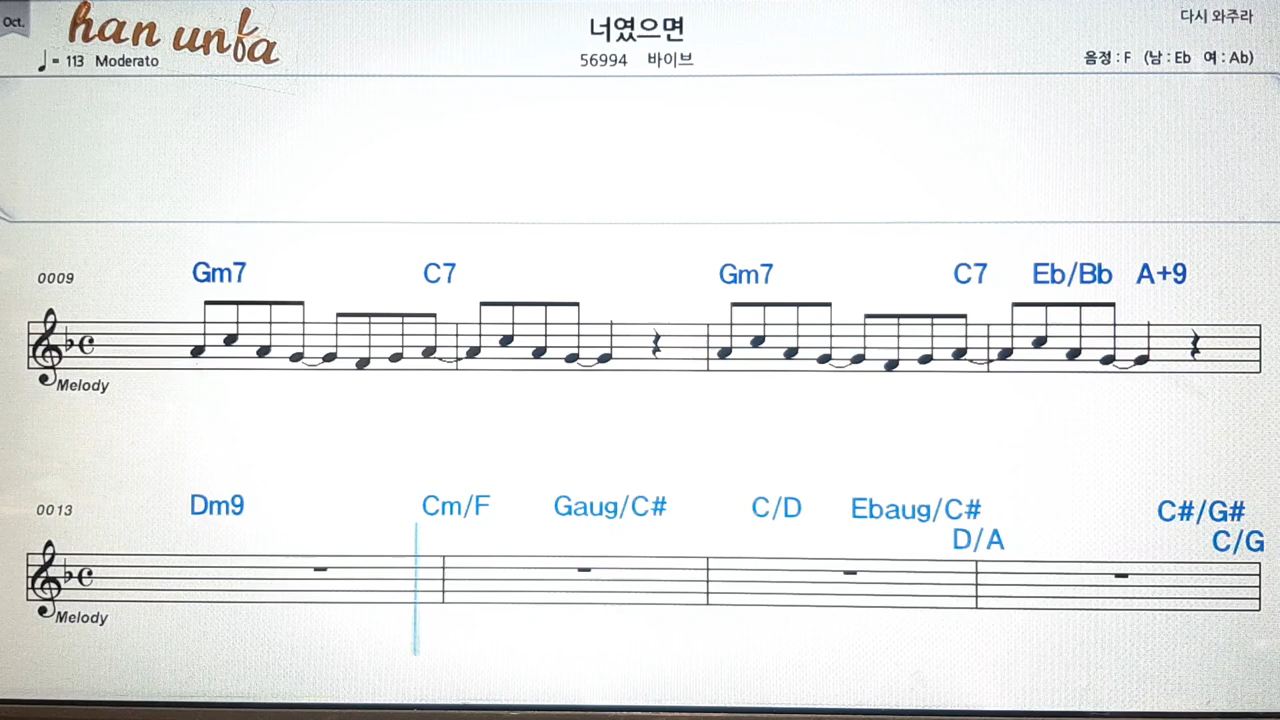 Oct.
han unfa
너였으면
다시 와주라
♩= 113 Moderato
56994 바이브
음정 : F (남 : Eb 여 : Ab)
0009
Gm7 C7 Gm7 C7 Eb/Bb A+9
Melody
0013
Dm9 Cm/F Gaug/C# C/D Ebaug/C# C#/G#
D/A C/G
Melody